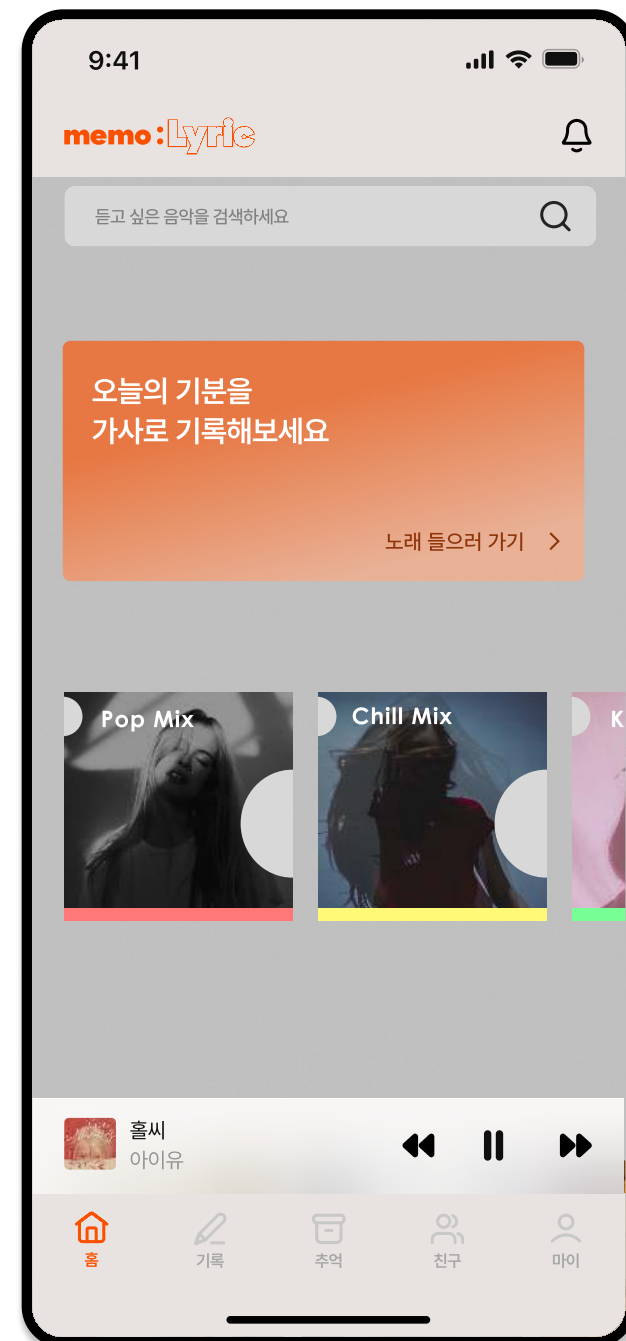 9:41
memo:Lyric
듣고 싶은 음악을 검색하세요
오늘의 기분을
가사로 기록해보세요
노래 들으러 가기
Pop Mix
Chill Mix
K
홀씨
아이유
홈
기록
추억
친구
마이